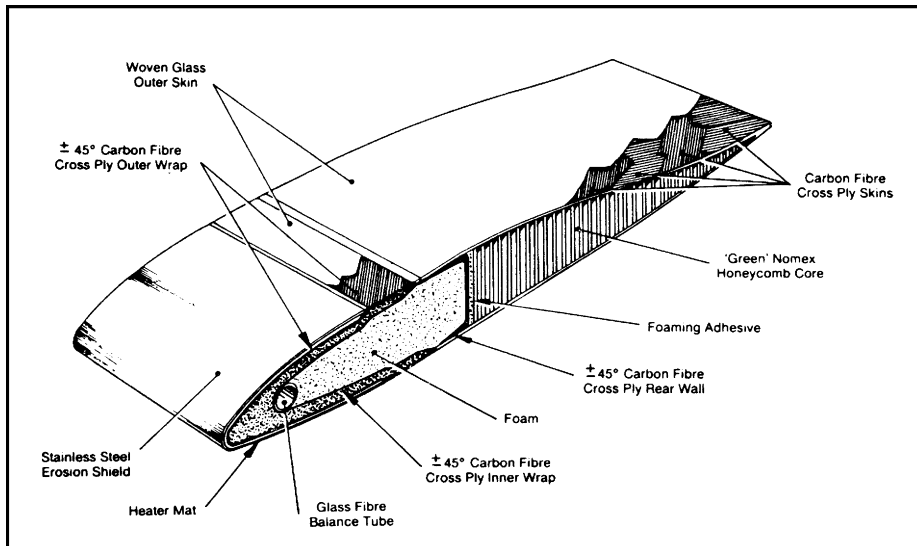 Woven Glass
Outer Skin
± 45° Carbon Fibre
Cross Ply Outer Wrap
Carbon Fibre
Cross Ply Skins
'Green' Nomex
Honeycomb Core
Foaming Adhesive
± 45° Carbon Fibre
Cross Ply Rear Wall
Foam
± 45° Carbon Fibre
Cross Ply Inner Wrap
Glass Fibre
Balance Tube
Heater Mat
Stainless Steel
Erosion Shield